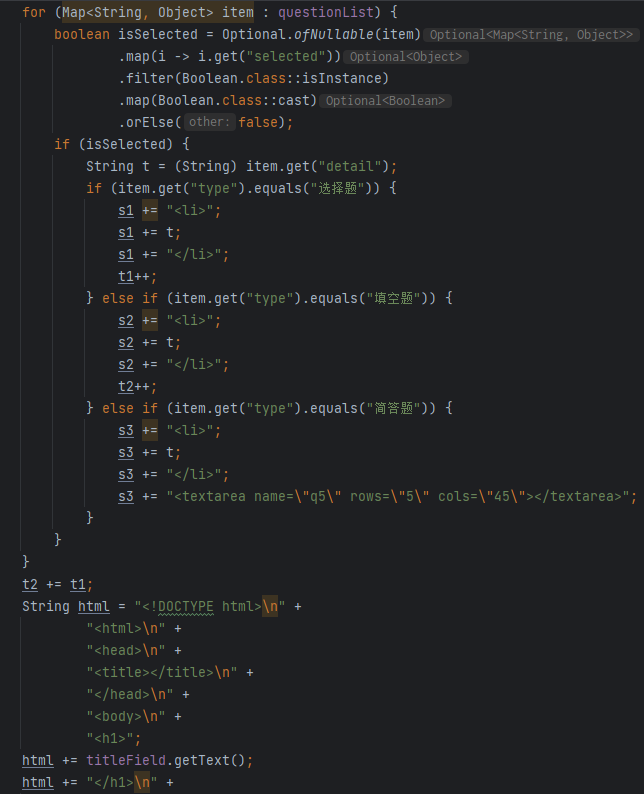 for (Map<String, Object> item : questionList) {
boolean isSelected = Optional.ofNullable(item) Optional<Map<String, Object>>
.map(i -> i.get("selected")) Optional<Object>
.filter(Boolean.class::isInstance)
.map(Boolean.class::cast) Optional<Boolean>
.orElse( other: false);
if (isSelected) {
String t = (String) item.get("detail");
if (item.get("type").equals("选择题")) {
s1 += "<li>";
s1 += t;
s1 += "</li>";
t1++;
} else if (item.get("type").equals("填空题")) {
s2 += "<li>";
s2 += t;
s2 += "</li>";
t2++;
} else if (item.get("type").equals("简答题")) {
s3 += "<li>";
s3 += t;
s3 += "</li>";
s3 += "<textarea name=\"q5\" rows=\"5\" cols=\"45\"></textarea>";
}
}
}
t2 += t1;
String html = "<!DOCTYPE html>\n" +
"<html>\n" +
"<head>\n" +
"<title></title>\n" +
"</head>\n" +
"<body>\n" +
"<h1>";
html += titleField.getText();
html += "</h1>\n" +